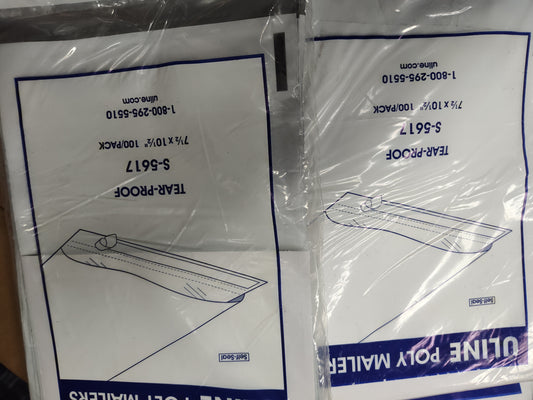 ULINE POLY MAILERS
Self-Seal
TEAR-PROOF
S-5617
7½ x 10½" 100/PACK
1-800-295-5510
uline.com
ULINE POLY MAILER
Self-Seal
TEAR-PROOF
S-5617
7½ x 10½" 100/PACK
1-800-295-5510
uline.com